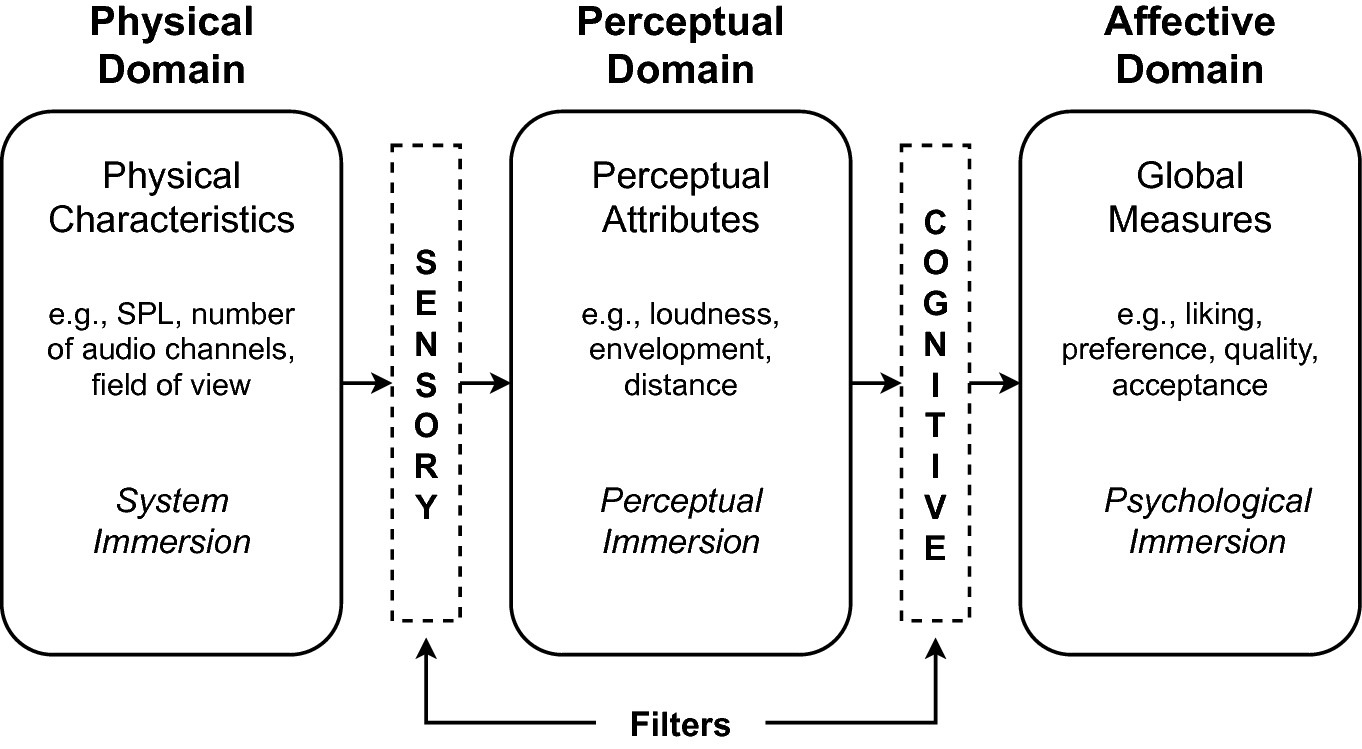 Physical
Domain
Physical
Characteristics
e.g., SPL, number
of audio channels,
field of view
System
Immersion
SENSORY
Perceptual
Domain
Perceptual
Attributes
e.g., loudness,
envelopment,
distance
Perceptual
Immersion
COGNITIVE
Affective
Domain
Global
Measures
e.g., liking,
preference, quality,
acceptance
Psychological
Immersion
Filters